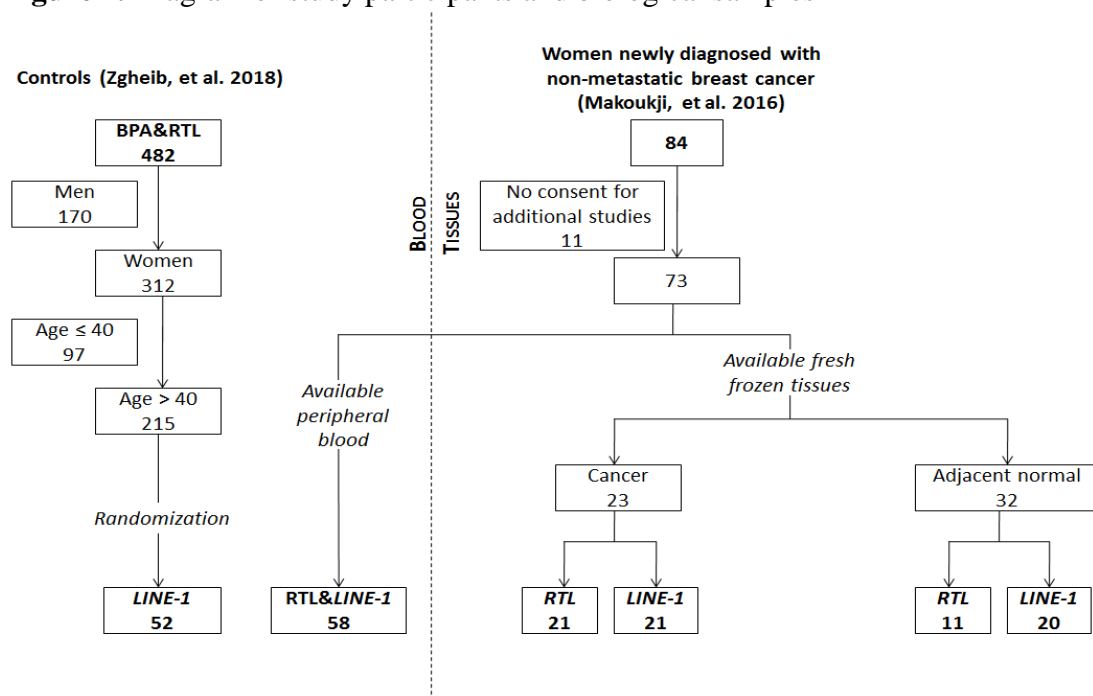 Controls (Zgheib, et al. 2018)
BPA&RTL
482
Men
170
Women
312
Age ≤ 40
97
Age > 40
215
Randomization
LINE-1
52
BLOOD
TISSUES
Women newly diagnosed with
non-metastatic breast cancer
(Makoukji, et al. 2016)
84
No consent for
additional studies
11
73
Available
peripheral
blood
RTL&LINE-1
58
Available fresh
frozen tissues
Cancer
23
RTL
21
LINE-1
21
Adjacent normal
32
RTL
11
LINE-1
20